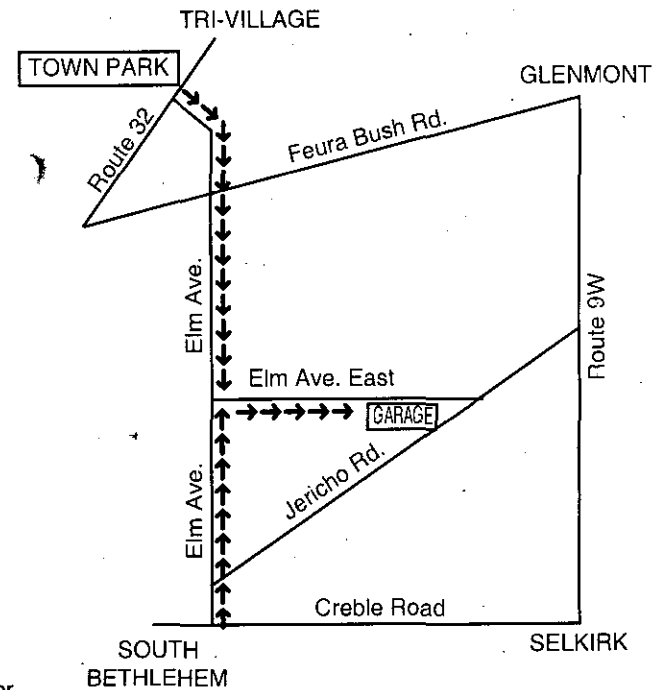 TRI-VILLAGE
TOWN PARK
GLENMONT
Route 32
Feura Bush Rd.
Elm Ave.
Route 9W
Elm Ave. East
GARAGE
Elm Ave.
Jericho Rd.
Creble Road
SOUTH
BETHLEHEM
SELKIRK